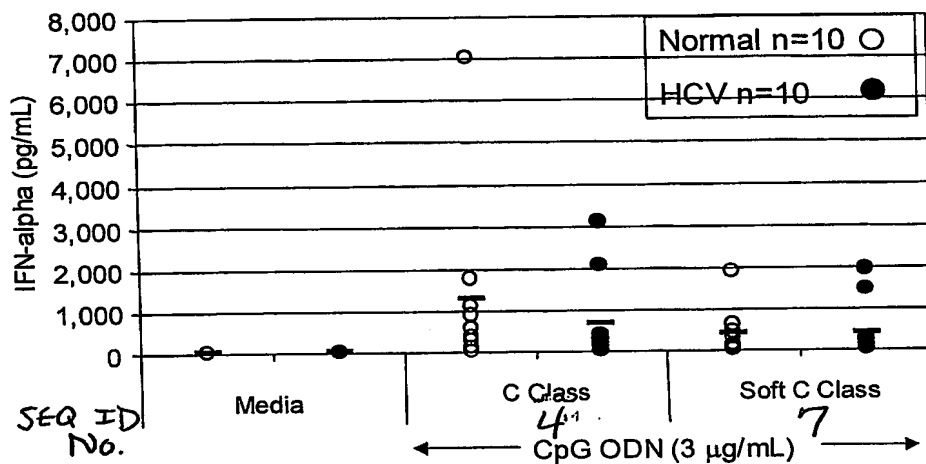 Normal n=10
HCV n=10
IFN-alpha (pg/mL)
8,000
7,000
6,000
5,000
4,000
3,000
2,000
1,000
0
Media
C Class
Soft C Class
SEQ ID
No.
4
7
CpG ODN (3 µg/mL)